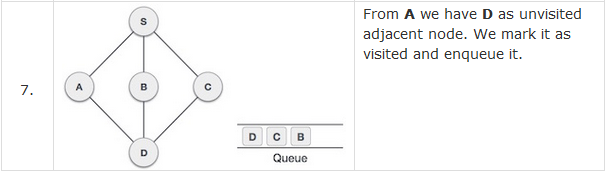 7.
S
A
B
C
D
D C B
Queue
From A we have D as unvisited
adjacent node. We mark it as
visited and enqueue it.